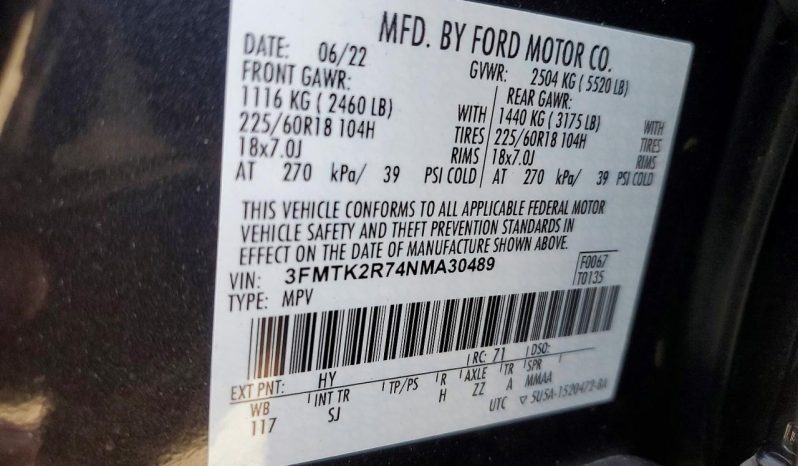 MFD. BY FORD MOTOR CO.
DATE: 06/22 GVWR: 2504 KG ( 5520 LB)
FRONT GAWR: REAR GAWR:
1116 KG ( 2460 LB) WITH 1440 KG ( 3175 LB) WITH
225/60R18 104H TIRES 225/60R18 104H TIRES
18x7.0J RIMS 18x7.0J RIMS
AT 270 kPa/ 39 PSI COLD AT 270 kPa/ 39 PSI COLD
THIS VEHICLE CONFORMS TO ALL APPLICABLE FEDERAL MOTOR
VEHICLE SAFETY AND THEFT PREVENTION STANDARDS IN
EFFECT ON THE DATE OF MANUFACTURE SHOWN ABOVE.
VIN: 3FMTK2R74NMA30489 F0067
TYPE: MPV T0135
EXT PNT: HY RC: 71 DSO:
WB INT TR TP/PS R AXLE TR SPR
117 SJ H ZZ A MMAA
UTC ▽ 5U5A-1520472-BA